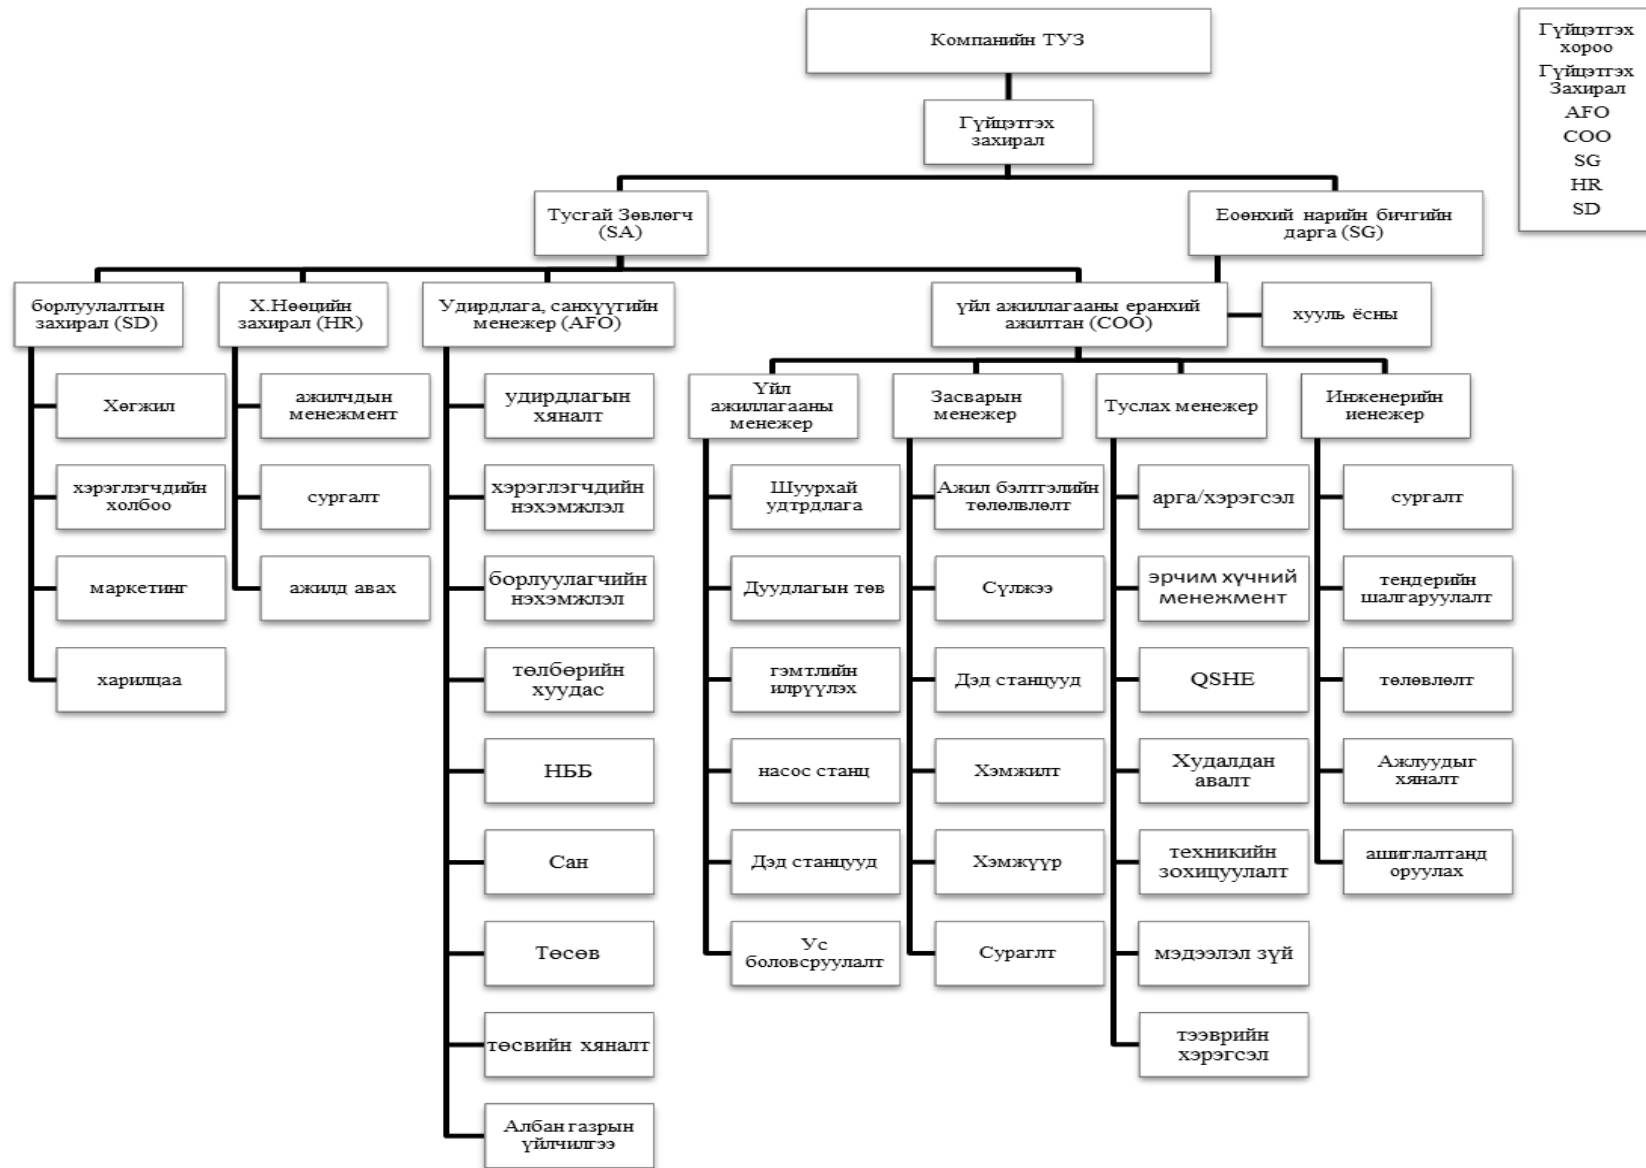 Компанийн ТУЗ
Гүйцэтгэх
хороо
Гүйцэтгэх
Захирал
AFO
COO
SG
HR
SD
Гүйцэтгэх
захирал
Тусгай Зөвлөгч
(SA)
Еоөнхий нарийн бичгийн
дарга (SG)
борлуулалтын
захирал (SD)
Х.Нөөцийн
захирал (HR)
Удирдлага, санхүүгийн
менежер (AFO)
үйл ажиллагааны еранхий
ажилтан (COO)
хууль ёсны
Хөгжил
хэрэглэгчдийн
холбоо
маркетинг
харилцаа
ажилчдын
менежмент
сургалт
ажилд авах
удирдлагын
хяналт
хэрэглэгчдийн
нэхэмжлэл
борлуулагчийн
нэхэмжлэл
төлбөрийн
хуудас
НББ
Сан
Төсөв
төсвийн хяналт
Албан газрын
үйлчилгээ
Үйл
ажиллагааны
менежер
Шуурхай
удтрдлага
Дуудлагын төв
гэмтлийн
илрүүлэх
насос станц
Дэд станцууд
Ус
боловсруулалт
Засварын
менежер
Ажил бэлтгэлийн
төлөлвлөлт
Сүлжээ
Дэд станцууд
Хэмжилт
Хэмжүүр
Сураглт
Туслах менежер
арга/хэрэгсэл
эрчим хүчний
менежмент
QSHE
Худалдан
авалт
техникийн
зохицуулалт
мэдээлэл зүй
тээврийн
хэрэгсэл
Инженерийн
иенежер
сургалт
тендерийн
шалгаруулалт
төлөвлөлт
Ажлуудыг
хяналт
ашиглалтанд
оруулах